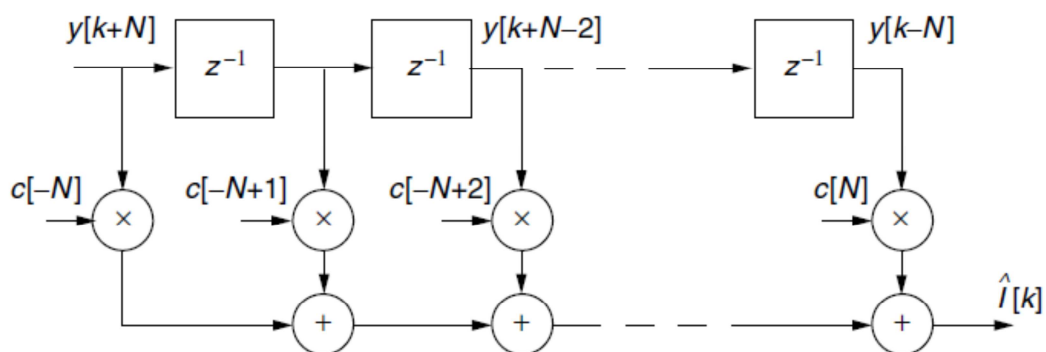 y[k+N] y[k+N–2] y[k–N]
z⁻¹ z⁻¹ z⁻¹
c[–N] c[–N+1] c[–N+2] c[N]
× × × ×
Î[k]
+ + +